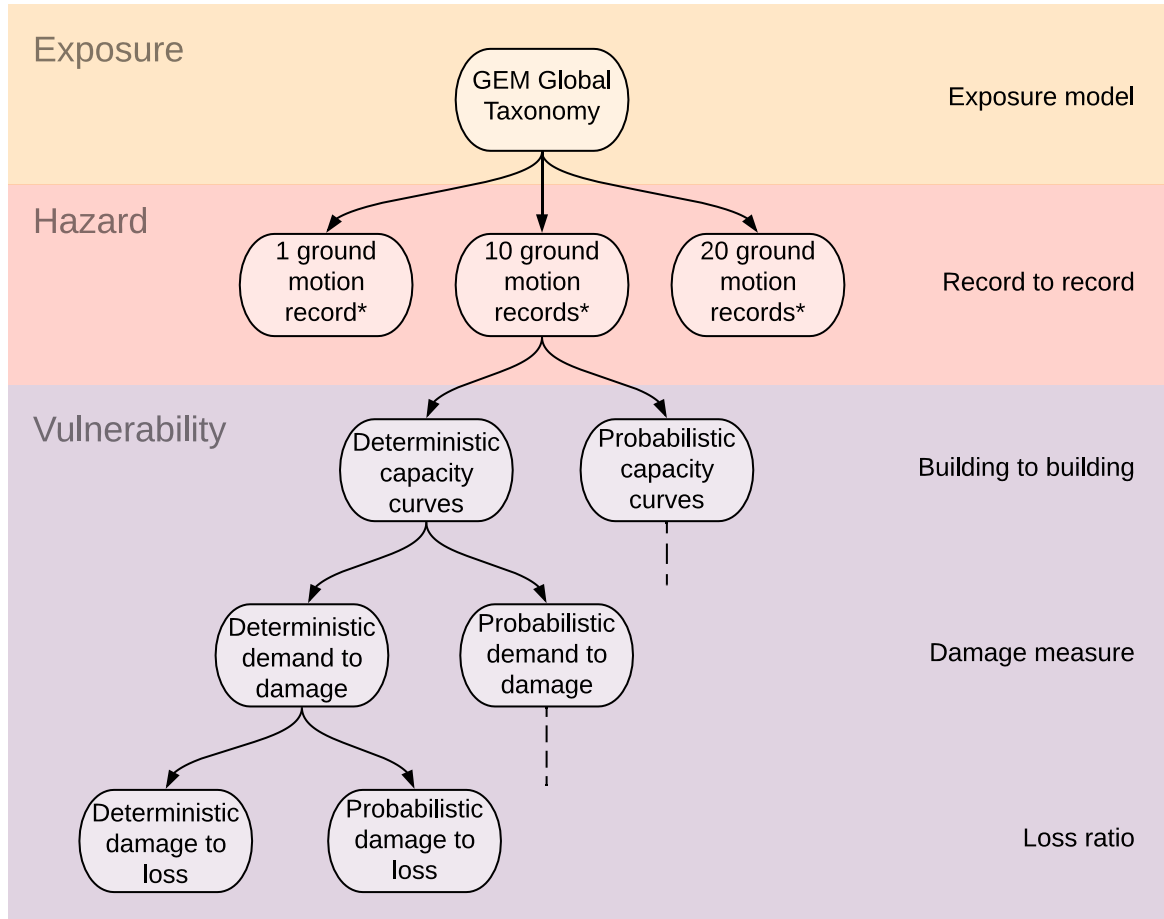 Exposure
GEM Global
Taxonomy
Exposure model
Hazard
1 ground
motion
record*
10 ground
motion
records*
20 ground
motion
records*
Record to record
Vulnerability
Deterministic
capacity
curves
Probabilistic
capacity
curves
Building to building
Deterministic
demand to
damage
Probabilistic
demand to
damage
Damage measure
Deterministic
damage to
loss
Probabilistic
damage to
loss
Loss ratio